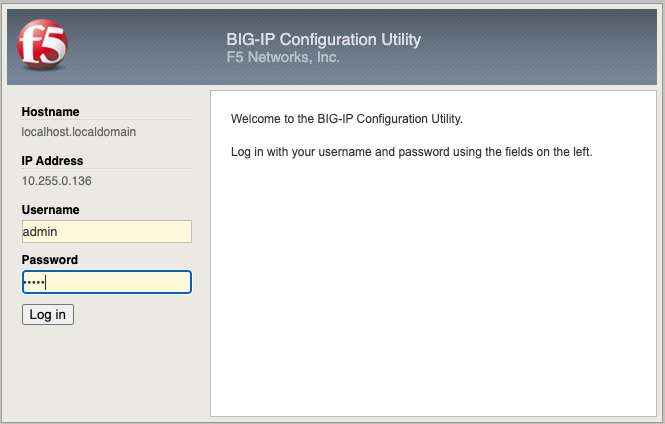 f5
BIG-IP Configuration Utility
F5 Networks, Inc.
Hostname
localhost.localdomain
IP Address
10.255.0.136
Username
admin
Password
•••••
Log in
Welcome to the BIG-IP Configuration Utility.
Log in with your username and password using the fields on the left.